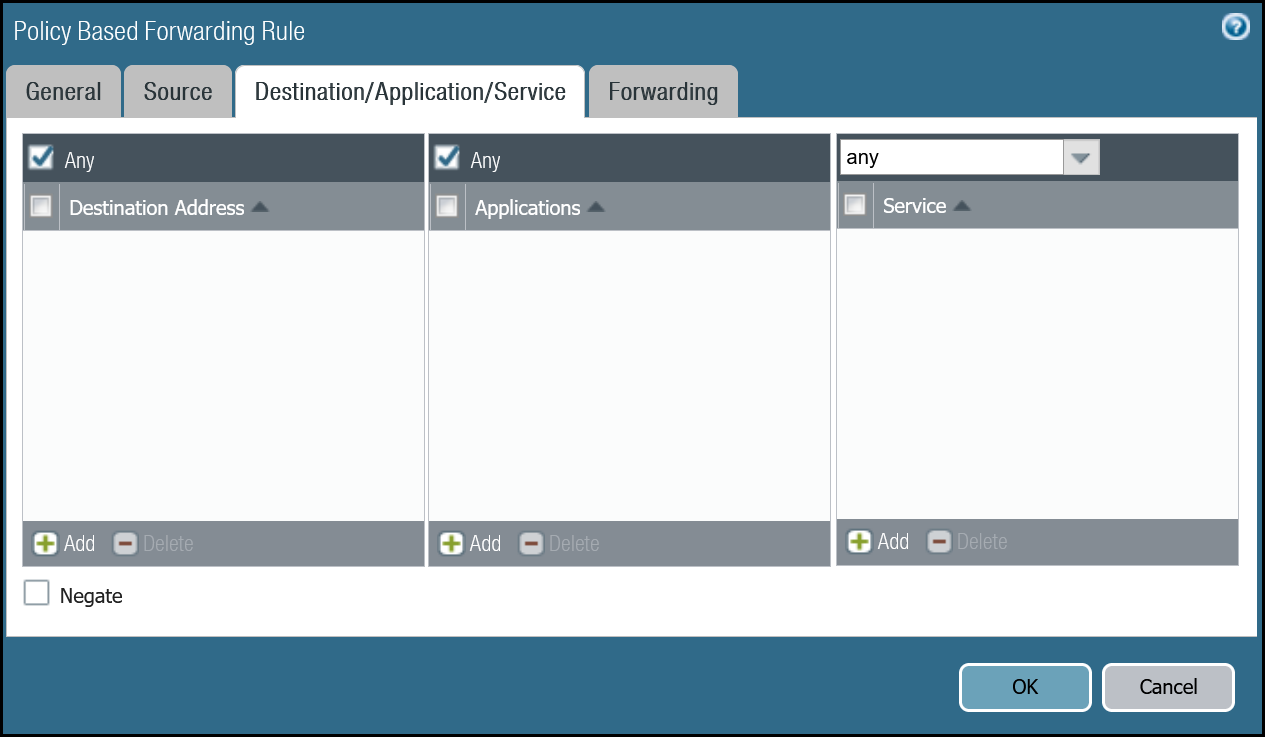 Policy Based Forwarding Rule
?
General Source Destination/Application/Service Forwarding
Any Any any
Destination Address Applications Service
Add Delete Add Delete Add Delete
Negate
OK Cancel